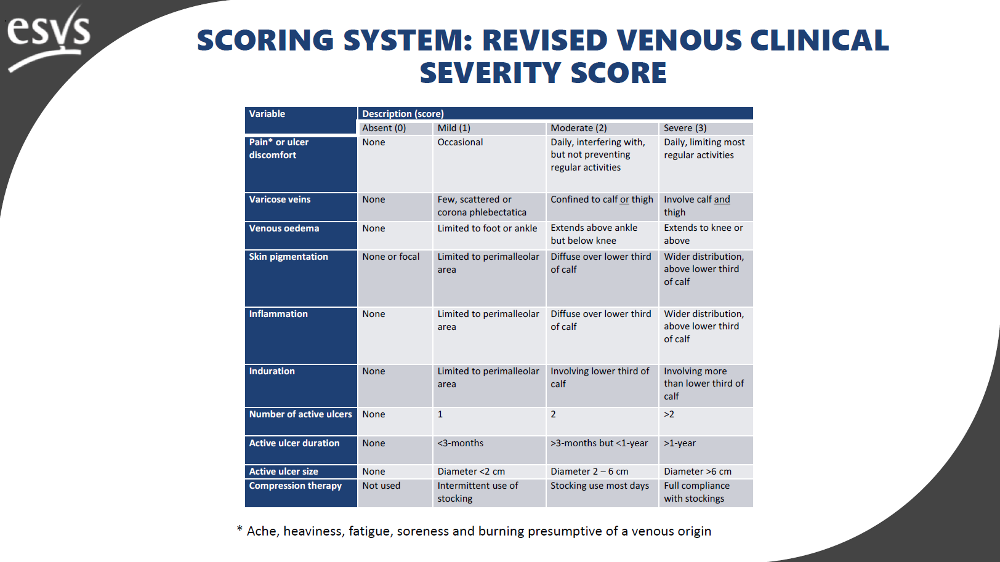 esvs
SCORING SYSTEM: REVISED VENOUS CLINICAL
SEVERITY SCORE
Variable
Description (score)
Absent (0)
Mild (1)
Moderate (2)
Severe (3)
Pain* or ulcer
discomfort
None
Occasional
Daily, interfering with,
but not preventing
regular activities
Daily, limiting most
regular activities
Varicose veins
None
Few, scattered or
corona phlebectatica
Confined to calf or thigh
Involve calf and
thigh
Venous oedema
None
Limited to foot or ankle
Extends above ankle
but below knee
Extends to knee or
above
Skin pigmentation
None or focal
Limited to perimalleolar
area
Diffuse over lower third
of calf
Wider distribution,
above lower third
of calf
Inflammation
None
Limited to perimalleolar
area
Diffuse over lower third
of calf
Wider distribution,
above lower third
of calf
Induration
None
Limited to perimalleolar
area
Involving lower third of
calf
Involving more
than lower third of
calf
Number of active ulcers
None
1
2
>2
Active ulcer duration
None
<3-months
>3-months but <1-year
>1-year
Active ulcer size
None
Diameter <2 cm
Diameter 2 – 6 cm
Diameter >6 cm
Compression therapy
Not used
Intermittent use of
stocking
Stocking use most days
Full compliance
with stockings
* Ache, heaviness, fatigue, soreness and burning presumptive of a venous origin